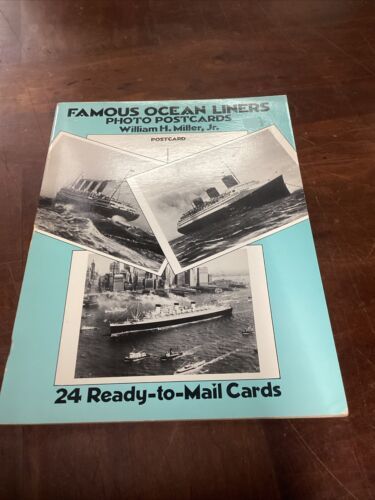 FAMOUS OCEAN LINERS
PHOTO POSTCARDS
William H. Miller, Jr.
POSTCARD
24 Ready-to-Mail Cards